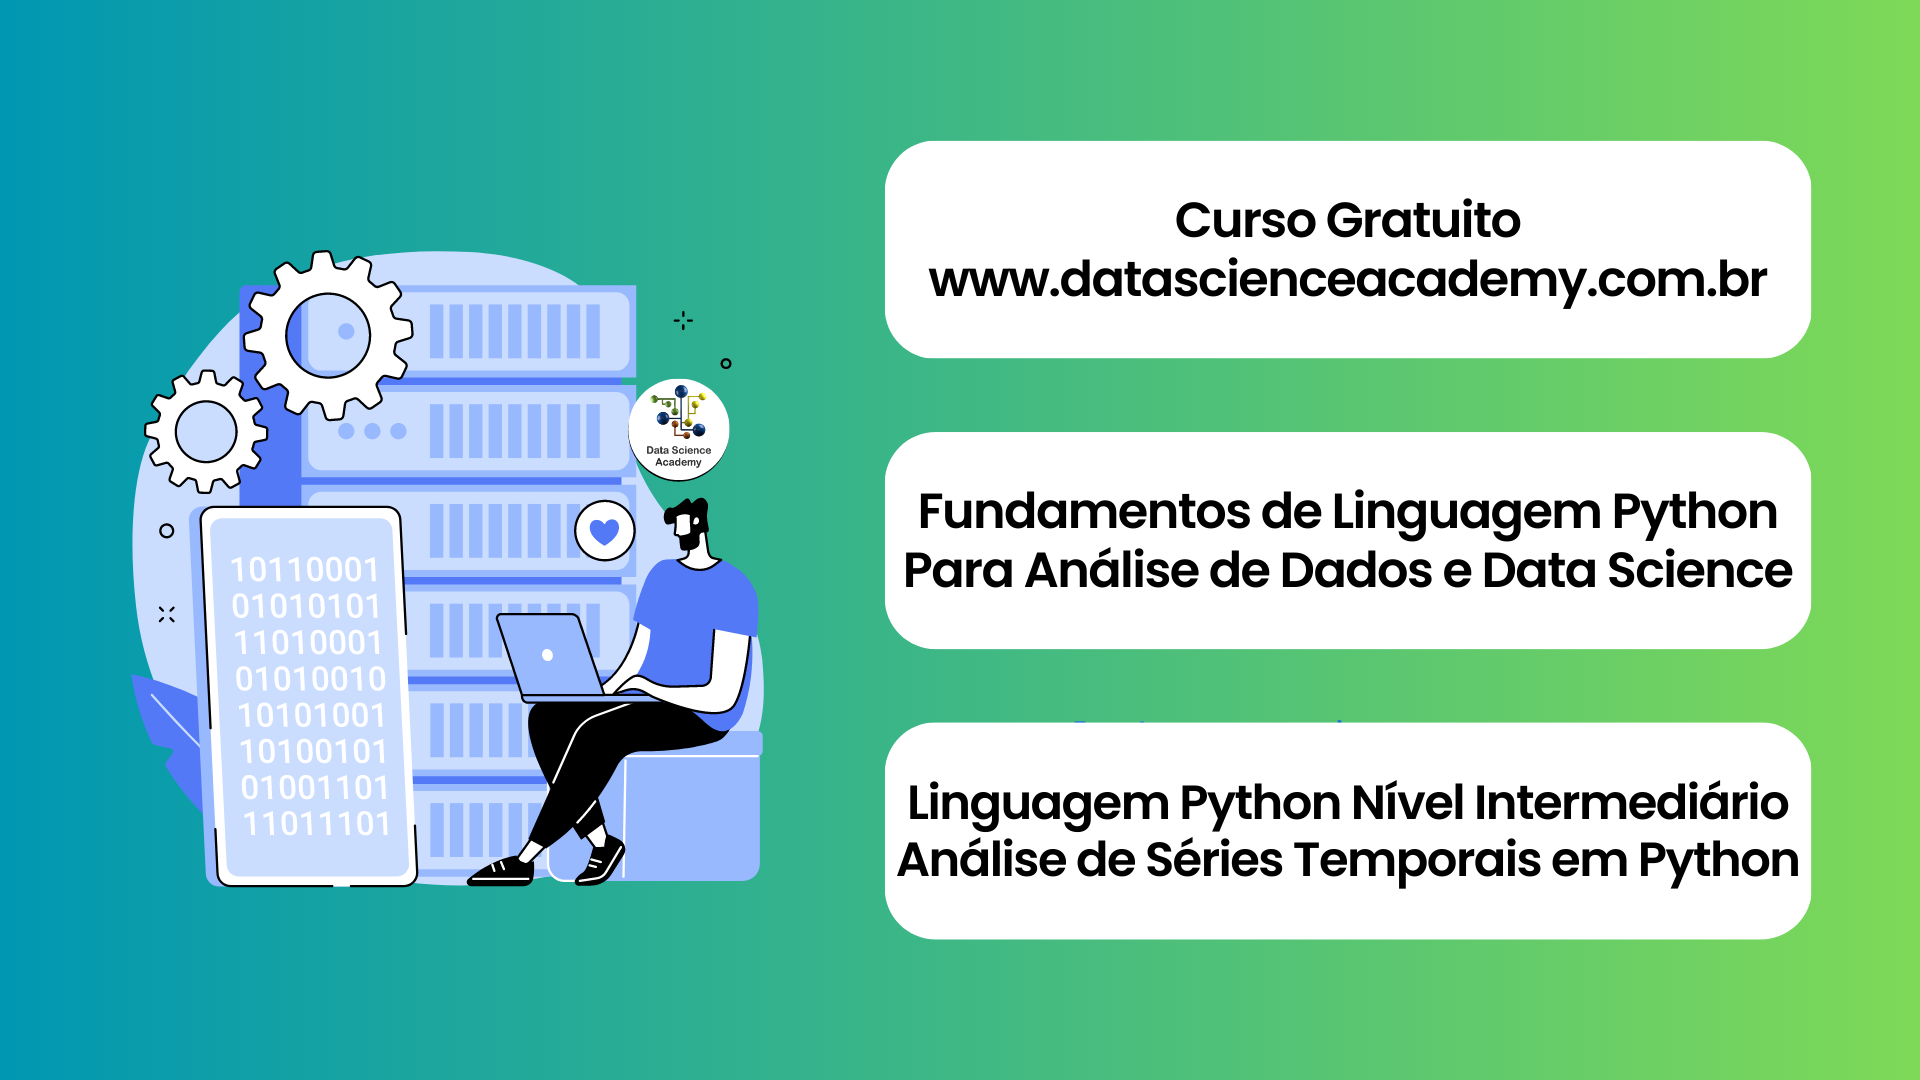 Curso Gratuito
www.datascienceacademy.com.br
Fundamentos de Linguagem Python
Para Análise de Dados e Data Science
Linguagem Python Nível Intermediário
Análise de Séries Temporais em Python
Data Science
Academy
10110001
01010101
11010001
01010010
10101001
10100101
01001101
11011101